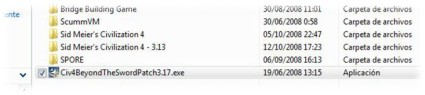 ente
Bridge Building Game 30/08/2008 11:01 Carpeta de archivos
ScummVM 30/06/2008 0:58 Carpeta de archivos
Sid Meier's Civilization 4 05/10/2008 22:47 Carpeta de archivos
Sid Meier's Civilization 4 - 3.13 12/10/2008 17:23 Carpeta de archivos
SPORE 06/09/2008 16:13 Carpeta de archivos
Civ4BeyondTheSwordPatch3.17.exe 19/06/2008 13:15 Aplicación